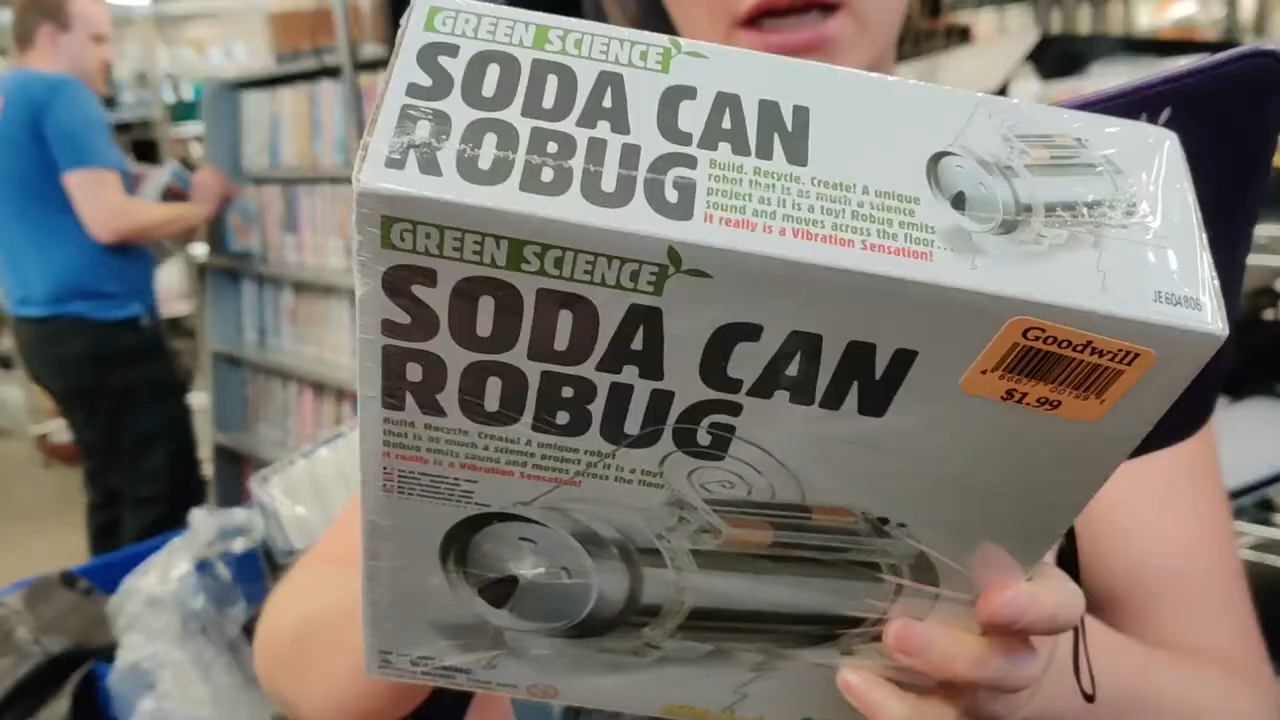 GREEN SCIENCE
SODA CAN
ROBUG
Build. Recycle. Create! A unique
robot that is as much a science
project as it is a toy! Robug emits
sound and moves across the floor...
it really is a Vibration Sensation!
JE604806
GREEN SCIENCE
SODA CAN
ROBUG
Build. Recycle. Create! A unique robot
that is as much a science project as it is a toy!
Robug emits sound and moves across the floor...
it really is a Vibration Sensation!
Goodwill
$1.99